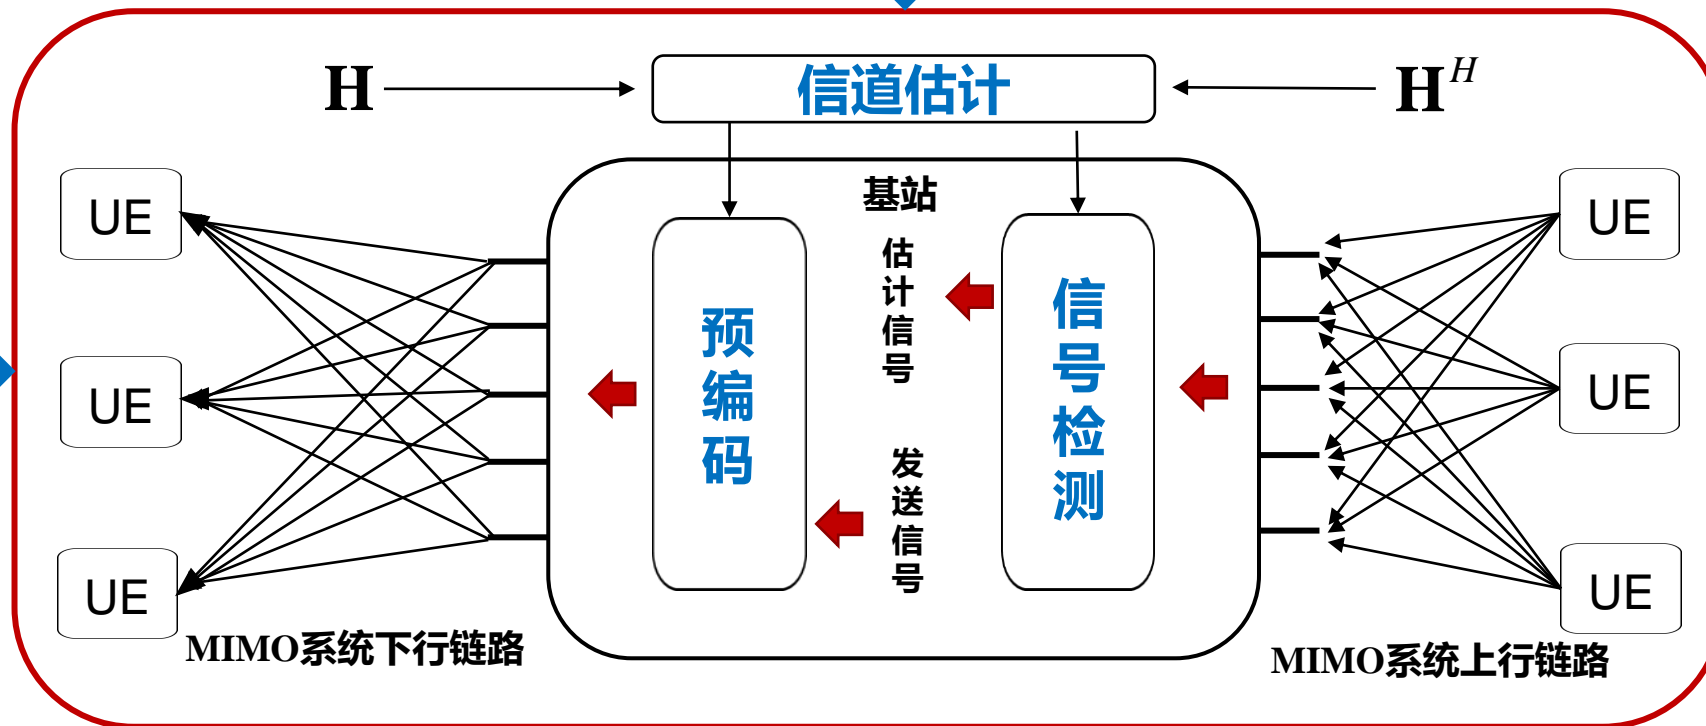 H
信道估计
H^H
基站
UE
UE
UE
预编码
估计信号
发送信号
信号检测
UE
UE
UE
MIMO系统下行链路
MIMO系统上行链路